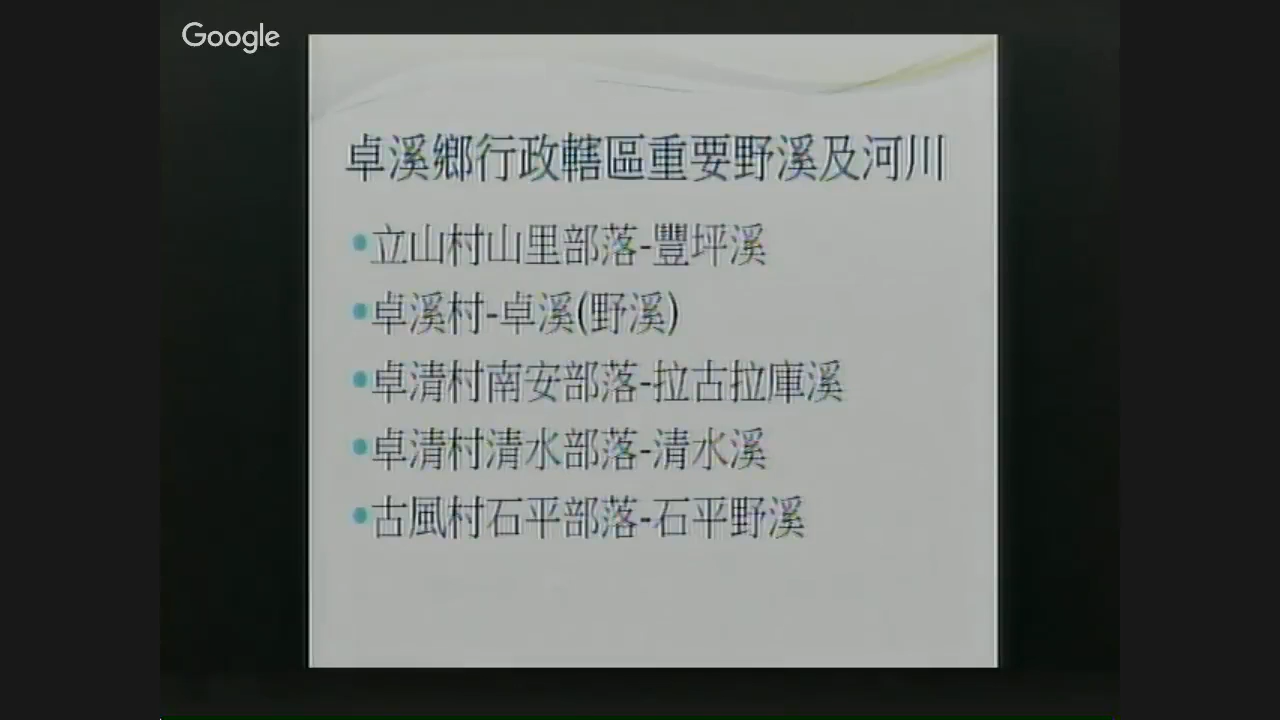 Google
卓溪鄉行政轄區重要野溪及河川
•立山村山里部落-豐坪溪
•卓溪村-卓溪(野溪)
•卓清村南安部落-拉古拉庫溪
•卓清村清水部落-清水溪
•古風村石平部落-石平野溪